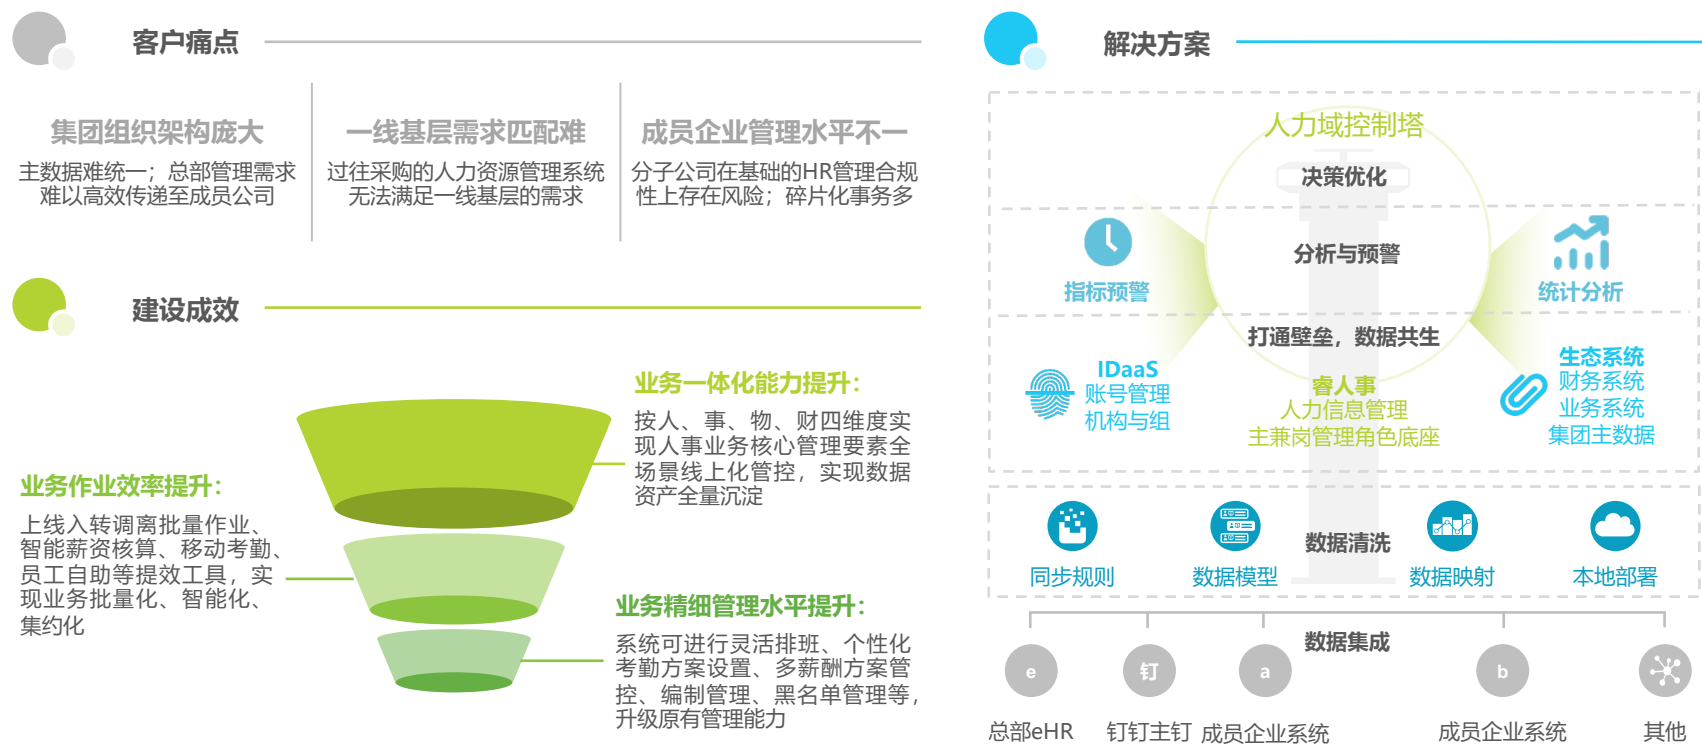 客户痛点
集团组织架构庞大
主数据难统一；总部管理需求
难以高效传递至成员公司
一线基层需求匹配难
过往采购的人力资源管理系统
无法满足一线基层的需求
成员企业管理水平不一
分子公司在基础的HR管理合规
性上存在风险；碎片化事务多
建设成效
业务一体化能力提升：
按人、事、物、财四维度实
现人事业务核心管理要素全
场景线上化管控，实现数据
资产全量沉淀
业务作业效率提升：
上线入转调离批量作业、
智能薪资核算、移动考勤、
员工自助等提效工具，实
现业务批量化、智能化、
集约化
业务精细管理水平提升：
系统可进行灵活排班、个性化
考勤方案设置、多薪酬方案管
控、编制管理、黑名单管理等，
升级原有管理能力
解决方案
人力域控制塔
决策优化
分析与预警
指标预警
统计分析
打通壁垒，数据共生
IDaaS
账号管理
机构与组
睿人事
人力信息管理
主兼岗管理角色底座
生态系统
财务系统
业务系统
集团主数据
数据清洗
同步规则
数据模型
数据映射
本地部署
数据集成
e
钉
a
b
总部eHR
钉钉主钉
成员企业系统
成员企业系统
其他